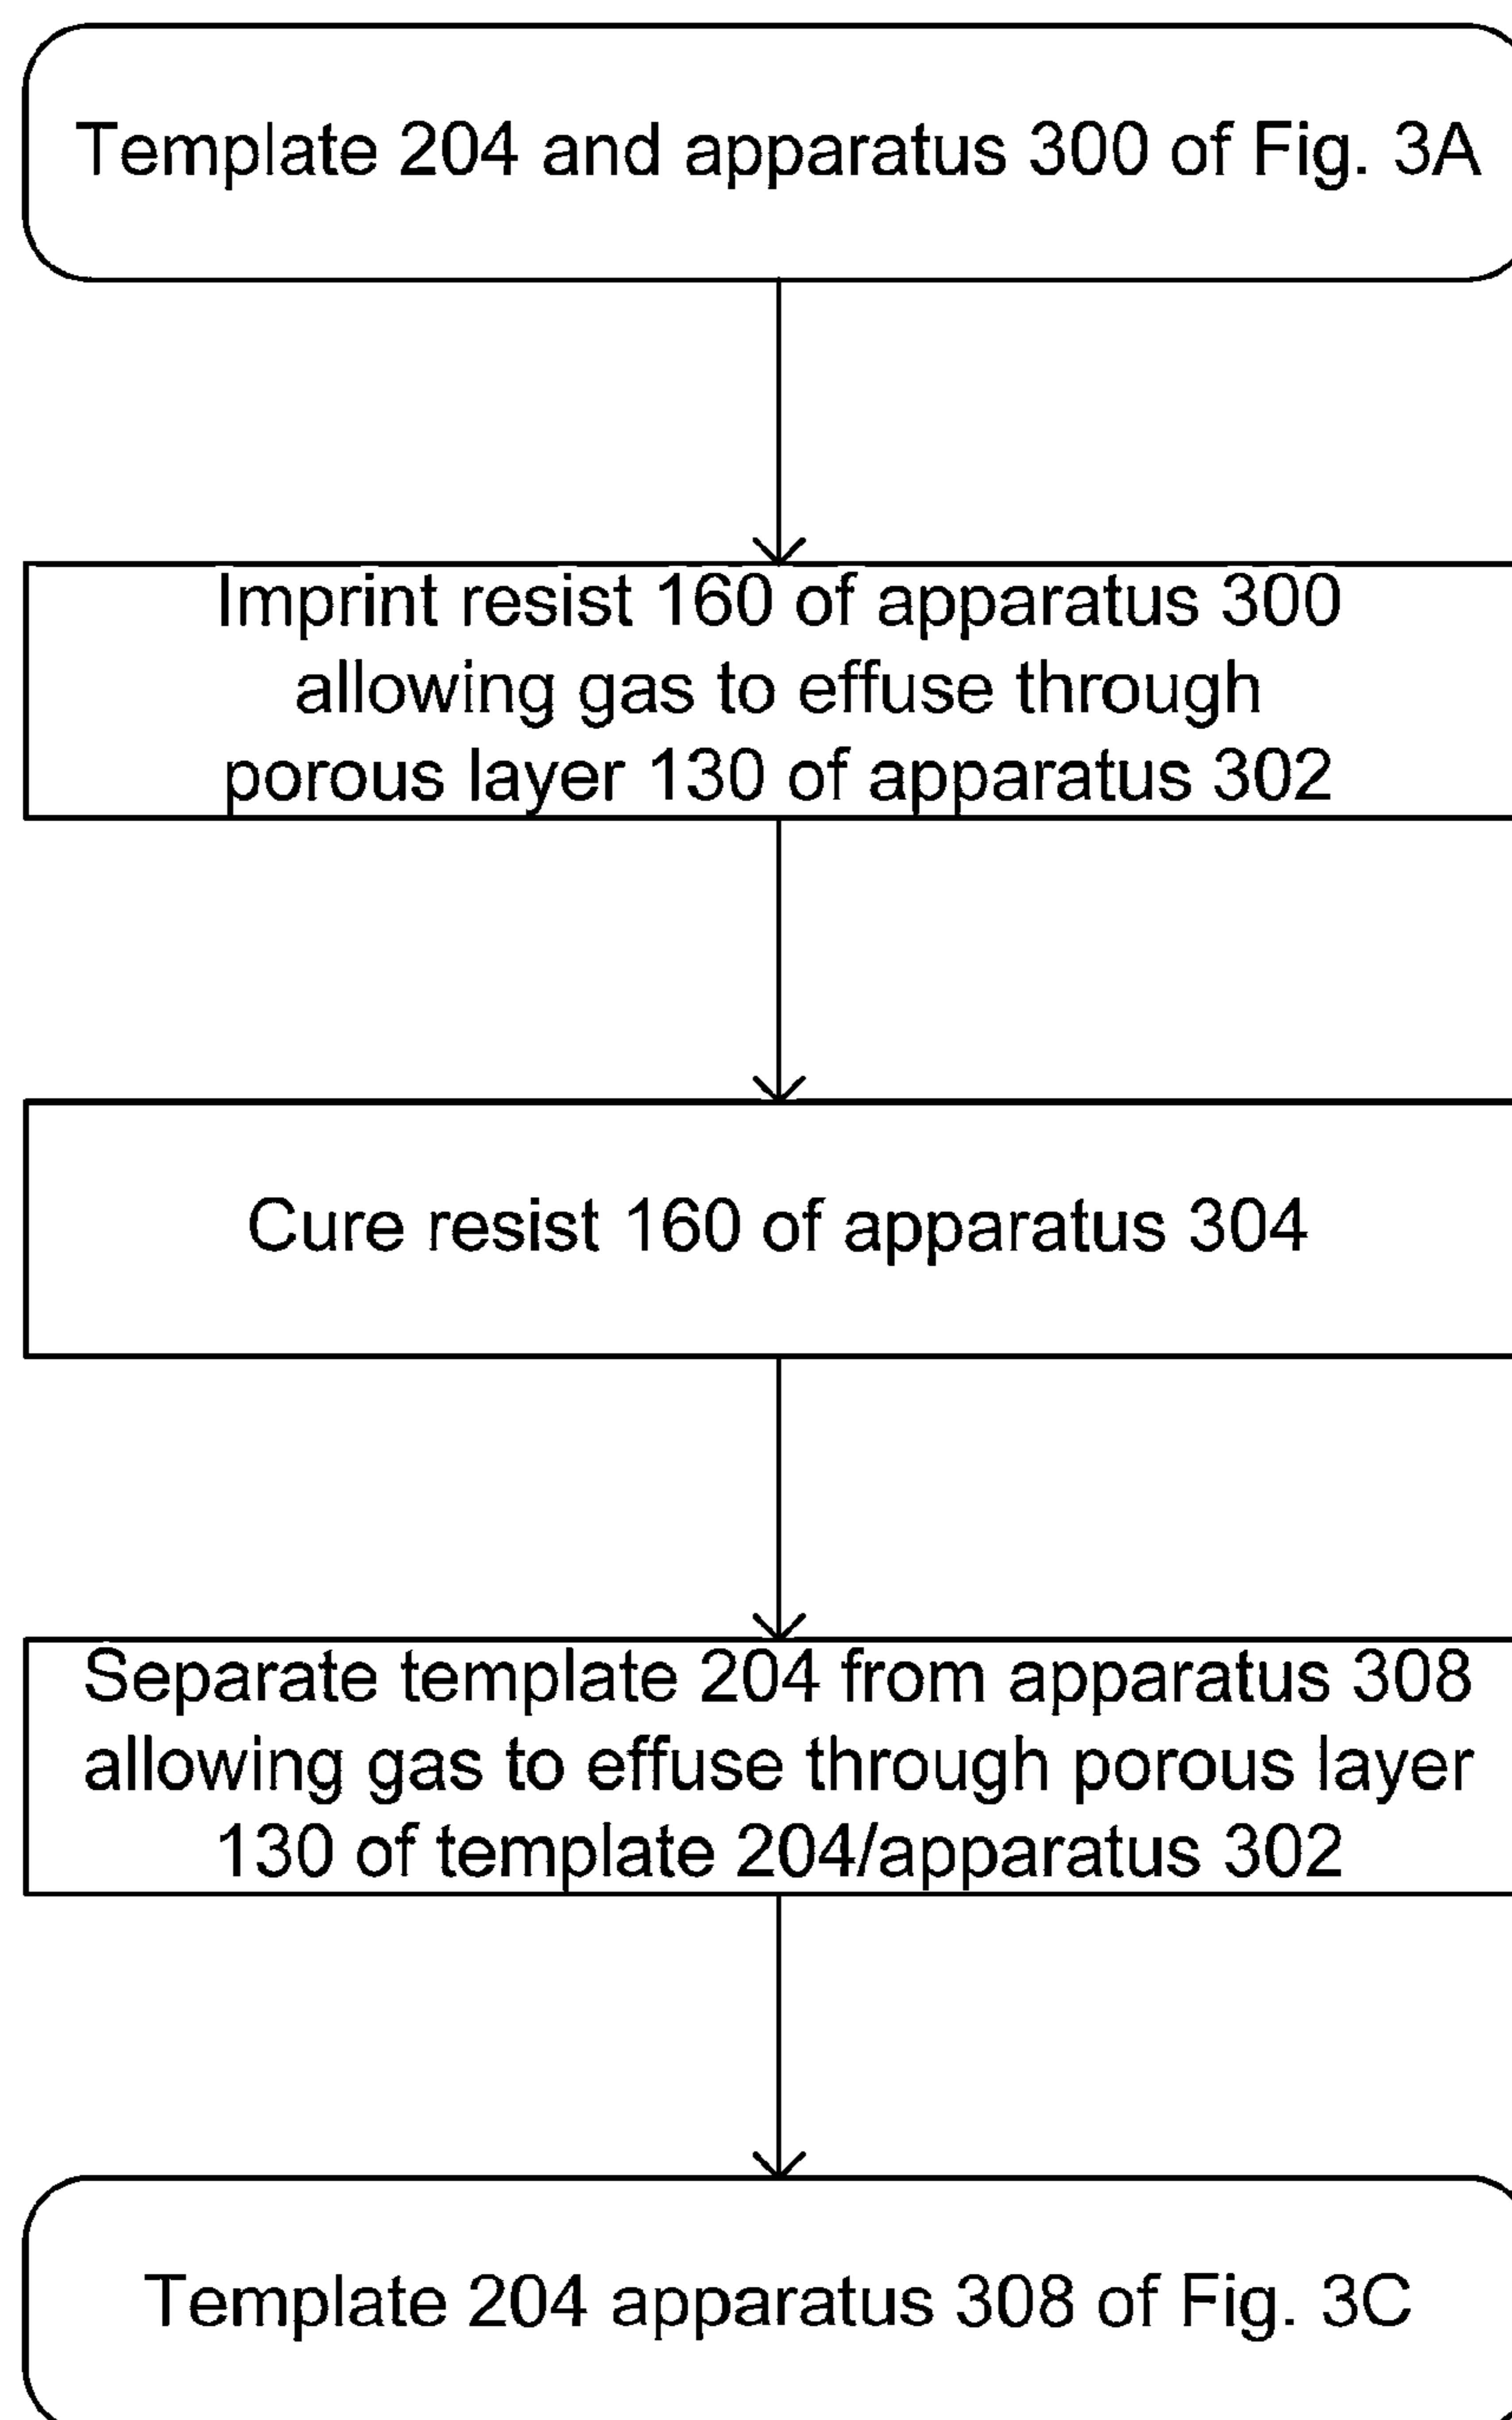 Template 204 and apparatus 300 of Fig. 3A
Imprint resist 160 of apparatus 300
allowing gas to effuse through
porous layer 130 of apparatus 302
Cure resist 160 of apparatus 304
Separate template 204 from apparatus 308
allowing gas to effuse through porous layer
130 of template 204/apparatus 302
Template 204 apparatus 308 of Fig. 3C